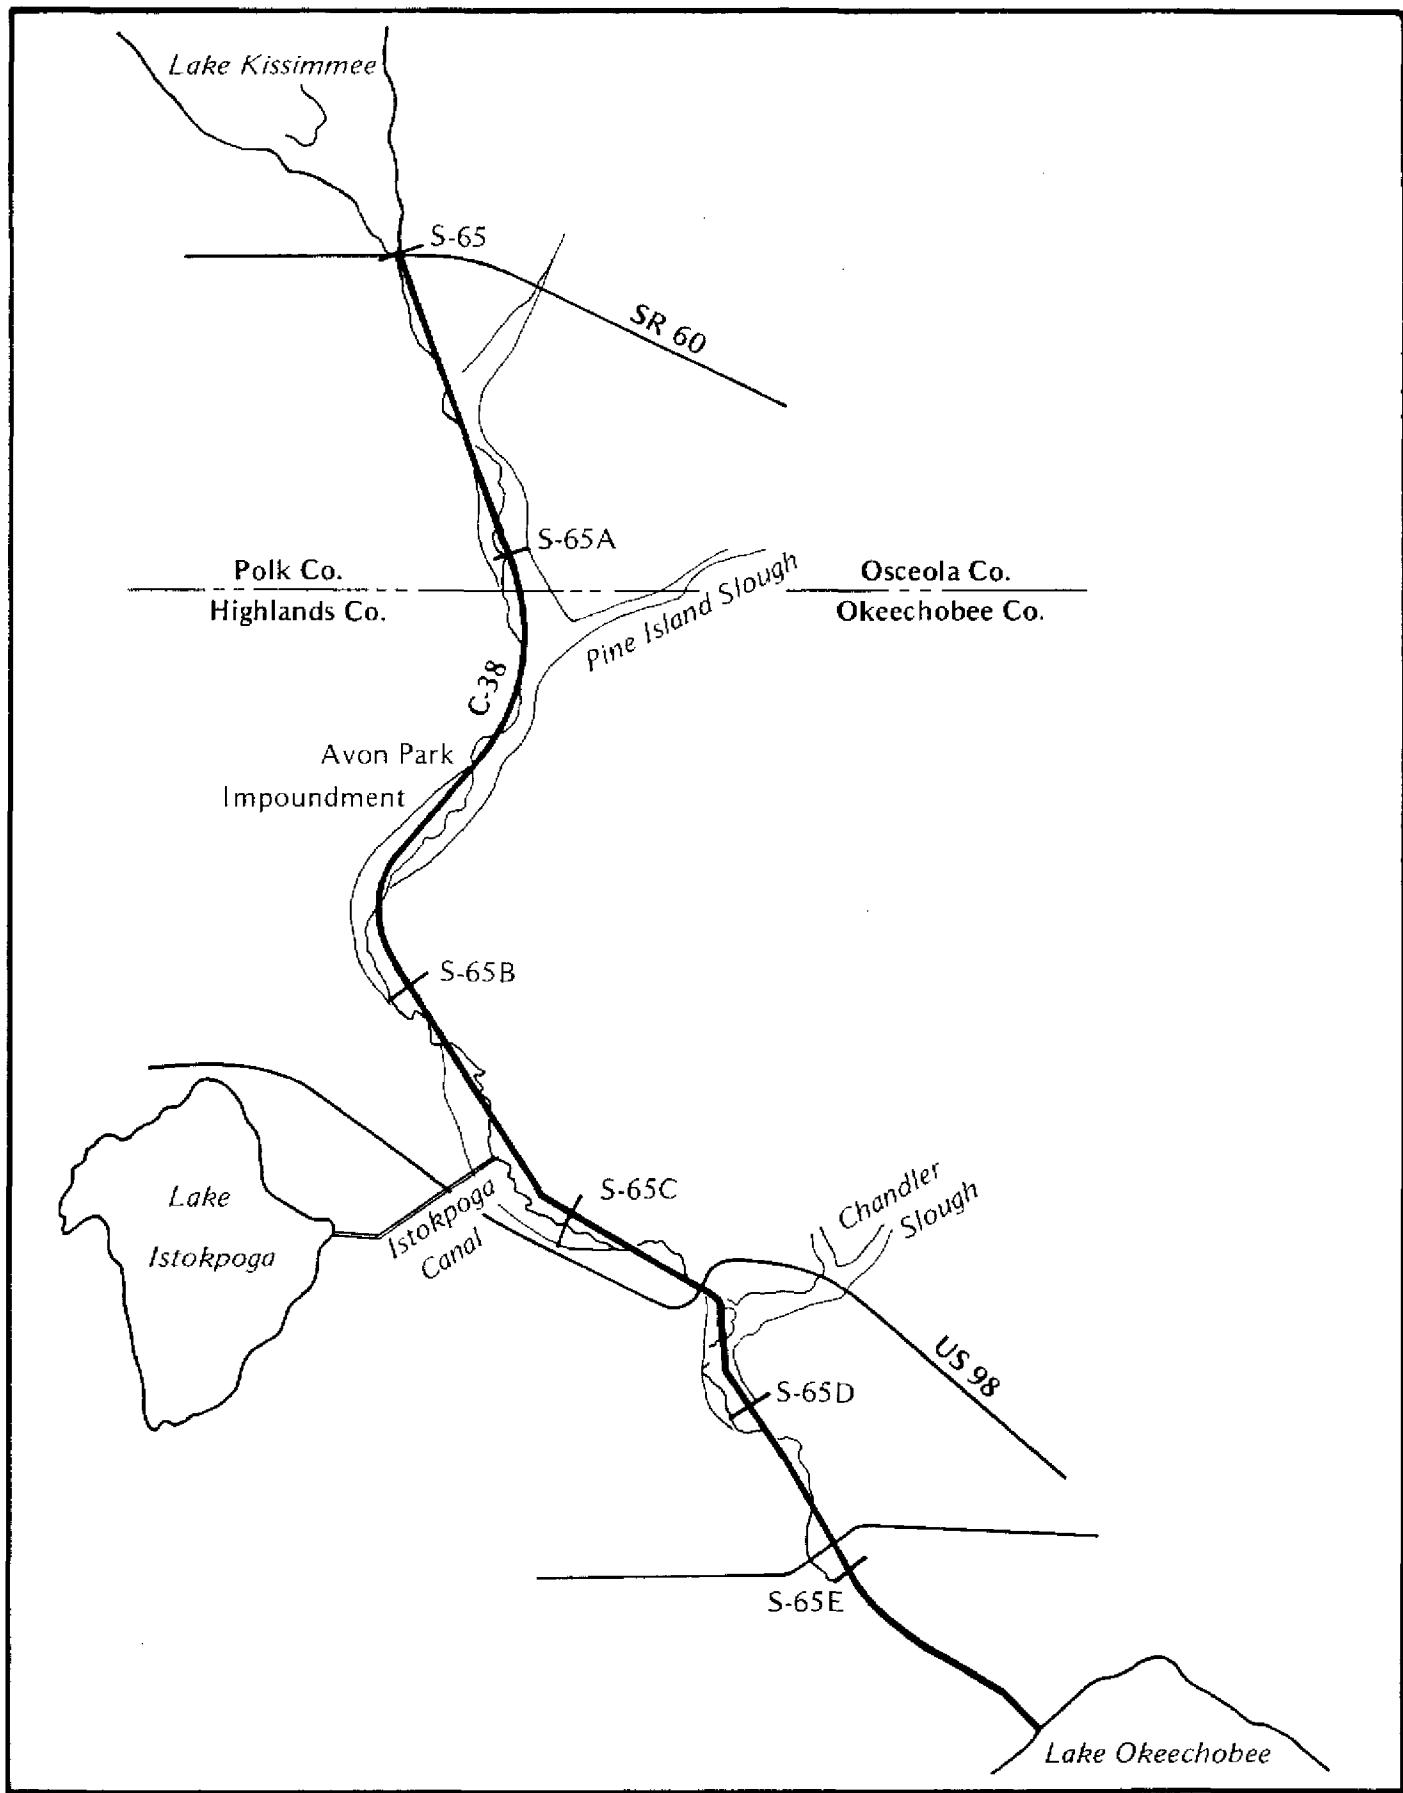 Lake Kissimmee
S-65
SR 60
S-65A
Polk Co.
Osceola Co.
Highlands Co.
Okeechobee Co.
Pine Island Slough
C-38
Avon Park
Impoundment
S-65B
Chandler
Slough
S-65C
Lake
Istokpoga
Istokpoga
Canal
US 98
S-65D
S-65E
Lake Okeechobee